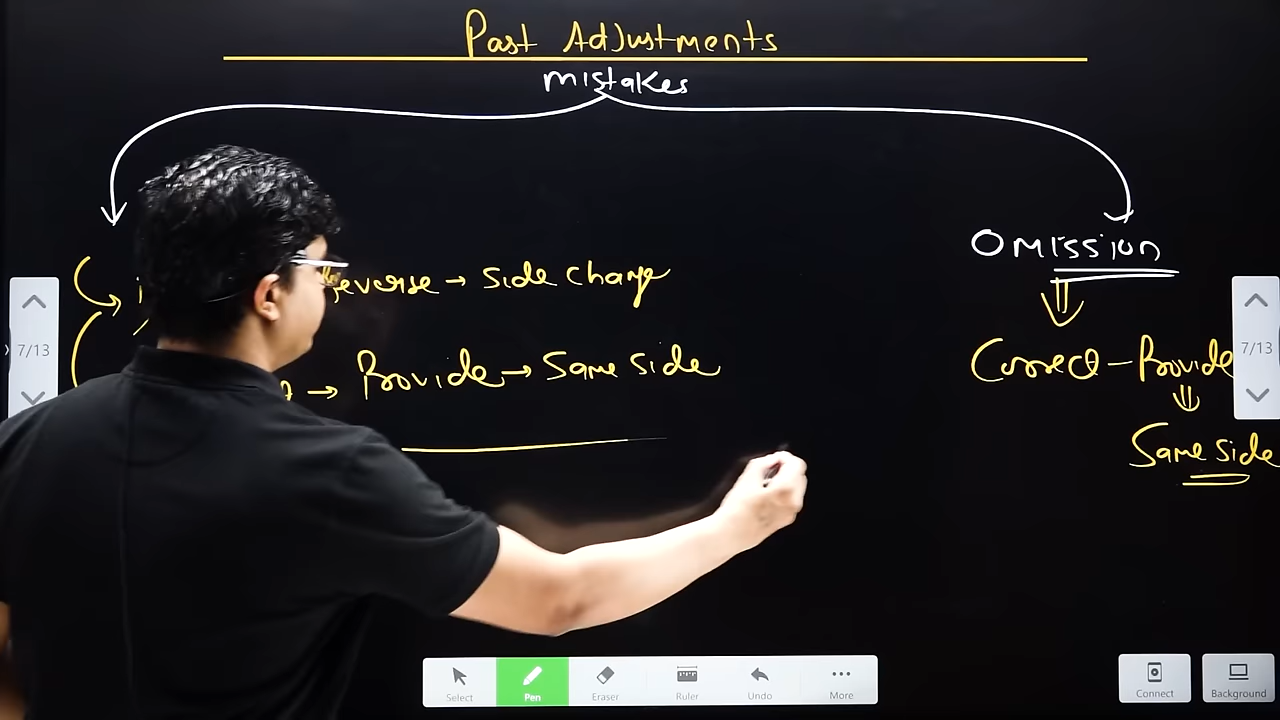 Past Adjustments
mistakes
Reverse → Side Change
Provide → Same side
Omission
Correct - Provide
Same side
7/13
7/13
Select
Pen
Eraser
Ruler
Undo
More
Connect
Background